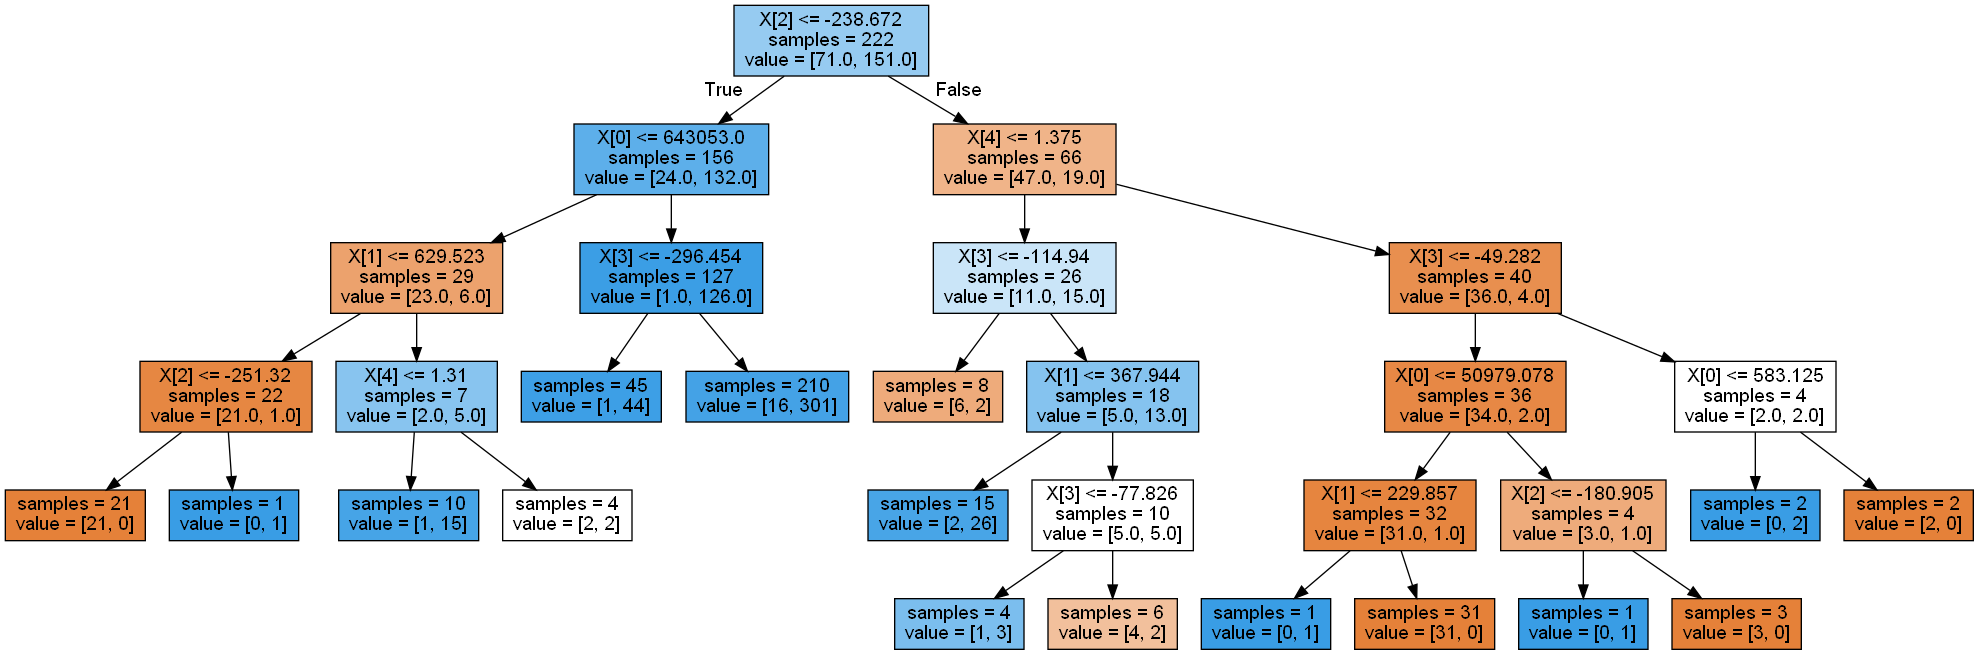 X[2] <= -238.672
samples = 222
value = [71.0, 151.0]
True
False
X[0] <= 643053.0
samples = 156
value = [24.0, 132.0]
X[4] <= 1.375
samples = 66
value = [47.0, 19.0]
X[1] <= 629.523
samples = 29
value = [23.0, 6.0]
X[3] <= -296.454
samples = 127
value = [1.0, 126.0]
X[3] <= -114.94
samples = 26
value = [11.0, 15.0]
X[3] <= -49.282
samples = 40
value = [36.0, 4.0]
X[2] <= -251.32
samples = 22
value = [21.0, 1.0]
X[4] <= 1.31
samples = 7
value = [2.0, 5.0]
samples = 45
value = [1, 44]
samples = 210
value = [16, 301]
samples = 8
value = [6, 2]
X[1] <= 367.944
samples = 18
value = [5.0, 13.0]
X[0] <= 50979.078
samples = 36
value = [34.0, 2.0]
X[0] <= 583.125
samples = 4
value = [2.0, 2.0]
samples = 21
value = [21, 0]
samples = 1
value = [0, 1]
samples = 10
value = [1, 15]
samples = 4
value = [2, 2]
samples = 15
value = [2, 26]
X[3] <= -77.826
samples = 10
value = [5.0, 5.0]
X[1] <= 229.857
samples = 32
value = [31.0, 1.0]
X[2] <= -180.905
samples = 4
value = [3.0, 1.0]
samples = 2
value = [0, 2]
samples = 2
value = [2, 0]
samples = 4
value = [1, 3]
samples = 6
value = [4, 2]
samples = 1
value = [0, 1]
samples = 31
value = [31, 0]
samples = 1
value = [0, 1]
samples = 3
value = [3, 0]